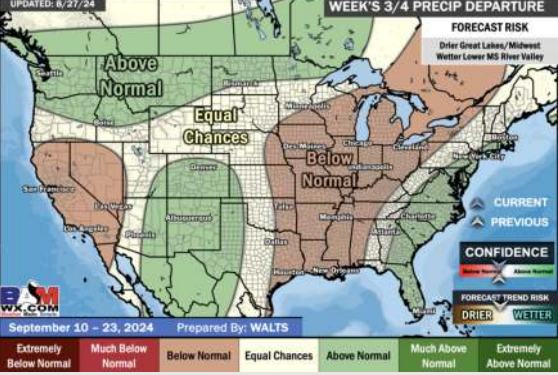 UPDATED: 8/27/24
WEEK'S 3/4 PRECIP DEPARTURE
FORECAST RISK
Drier Great Lakes/Midwest
Wetter Lower MS River Valley
Seattle
Above
Normal
Bismarck
Boise
Equal
Chances
Minneapolis
Boston
Des Moines
Chicago
Cleveland
New York City
Denver
Below
Normal
Indianapolis
San Francisco
Las Vegas
Los Angeles
Phoenix
Albuquerque
Tulsa
Memphis
Charlotte
Atlanta
Dallas
Houston
New Orleans
Miami
CURRENT
PREVIOUS
CONFIDENCE
Below Normal
Above Normal
FORECAST TREND RISK
DRIER
WETTER
BAM
WX.COM
September 10 – 23, 2024
Prepared By: WALTS
Extremely
Below Normal
Much Below
Normal
Below
Normal
Equal Chances
Above
Normal
Much Above
Normal
Extremely
Above Normal